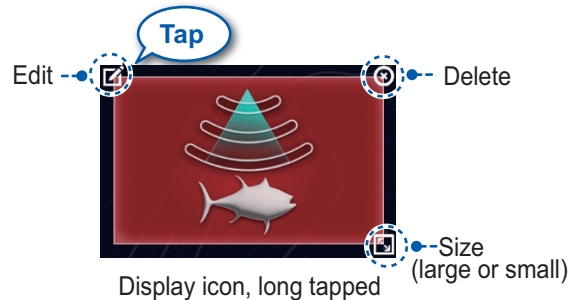 Tap
Edit
Delete
Size
(large or small)
Display icon, long tapped